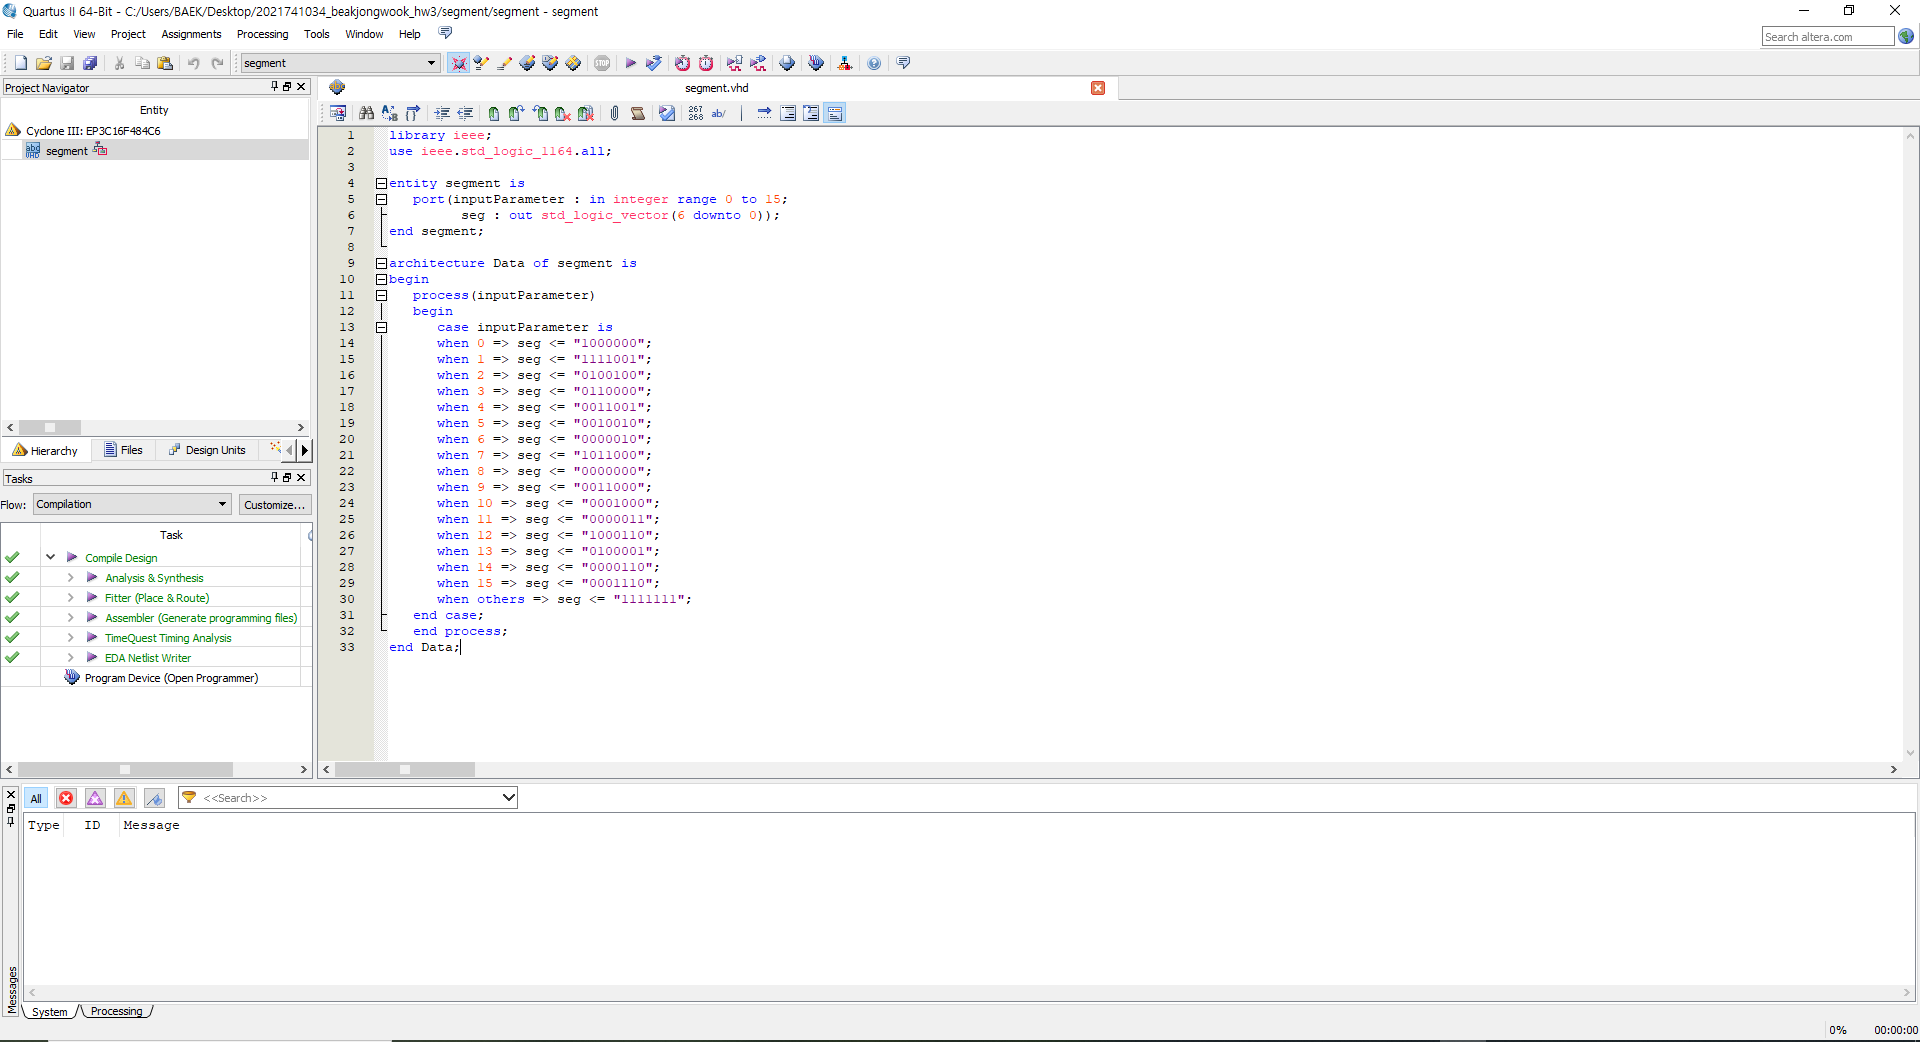 Quartus II 64-Bit - C:/Users/BAEK/Desktop/2021741034_beakjongwook_hw3/segment/segment - segment
File Edit View Project Assignments Processing Tools Window Help
Search altera.com
segment
Project Navigator
Entity
Cyclone III: EP3C16F484C6
abd
VHD
segment
Hierarchy Files Design Units
Tasks
Flow: Compilation Customize...
Task
Compile Design
Analysis & Synthesis
Fitter (Place & Route)
Assembler (Generate programming files)
TimeQuest Timing Analysis
EDA Netlist Writer
Program Device (Open Programmer)
segment.vhd
267
268
ab/
1 library ieee;
2 use ieee.std_logic_1164.all;
3
4 entity segment is
5 port(inputParameter : in integer range 0 to 15;
6 seg : out std_logic_vector(6 downto 0));
7 end segment;
8
9 architecture Data of segment is
10 begin
11 process(inputParameter)
12 begin
13 case inputParameter is
14 when 0 => seg <= "1000000";
15 when 1 => seg <= "1111001";
16 when 2 => seg <= "0100100";
17 when 3 => seg <= "0110000";
18 when 4 => seg <= "0011001";
19 when 5 => seg <= "0010010";
20 when 6 => seg <= "0000010";
21 when 7 => seg <= "1011000";
22 when 8 => seg <= "0000000";
23 when 9 => seg <= "0011000";
24 when 10 => seg <= "0001000";
25 when 11 => seg <= "0000011";
26 when 12 => seg <= "1000110";
27 when 13 => seg <= "0100001";
28 when 14 => seg <= "0000110";
29 when 15 => seg <= "0001110";
30 when others => seg <= "1111111";
31 end case;
32 end process;
33 end Data;
All <<Search>>
Type ID Message
Messages
System Processing
0% 00:00:00